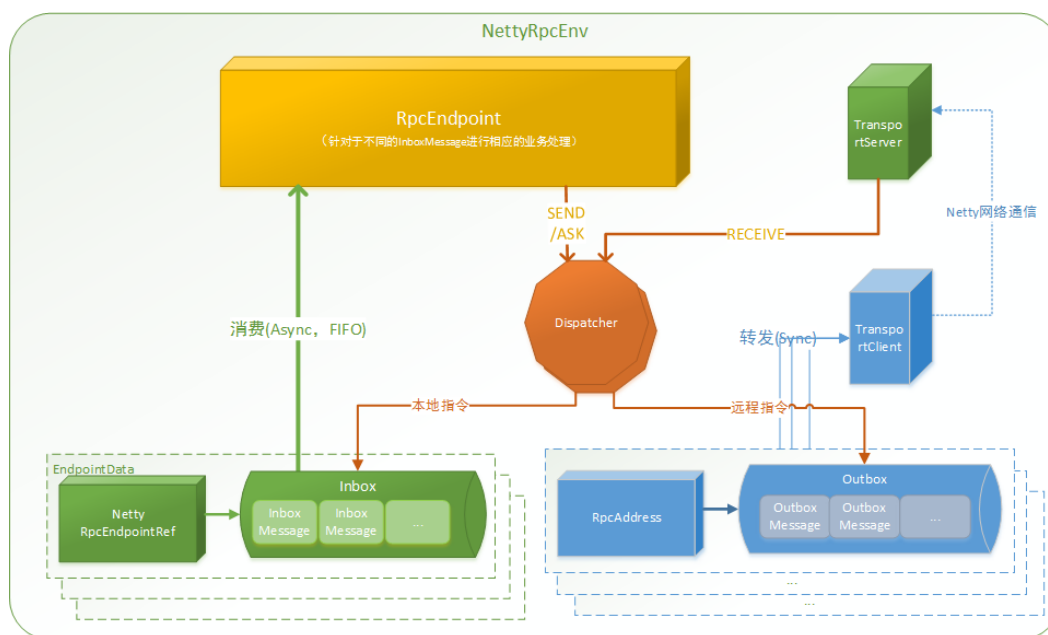 NettyRpcEnv
RpcEndpoint
（针对于不同的InboxMessage进行相应的业务处理）
Transpo
rtServer
SEND
/ASK
RECEIVE
Netty网络通信
消费(Async，FIFO)
Dispatcher
转发(Sync)
Transpo
rtClient
本地指令
远程指令
EndpointData
Netty
RpcEndpointRef
Inbox
Inbox
Message
Inbox
Message
...
RpcAddress
Outbox
Outbox
Message
Outbox
Message
...
...
...